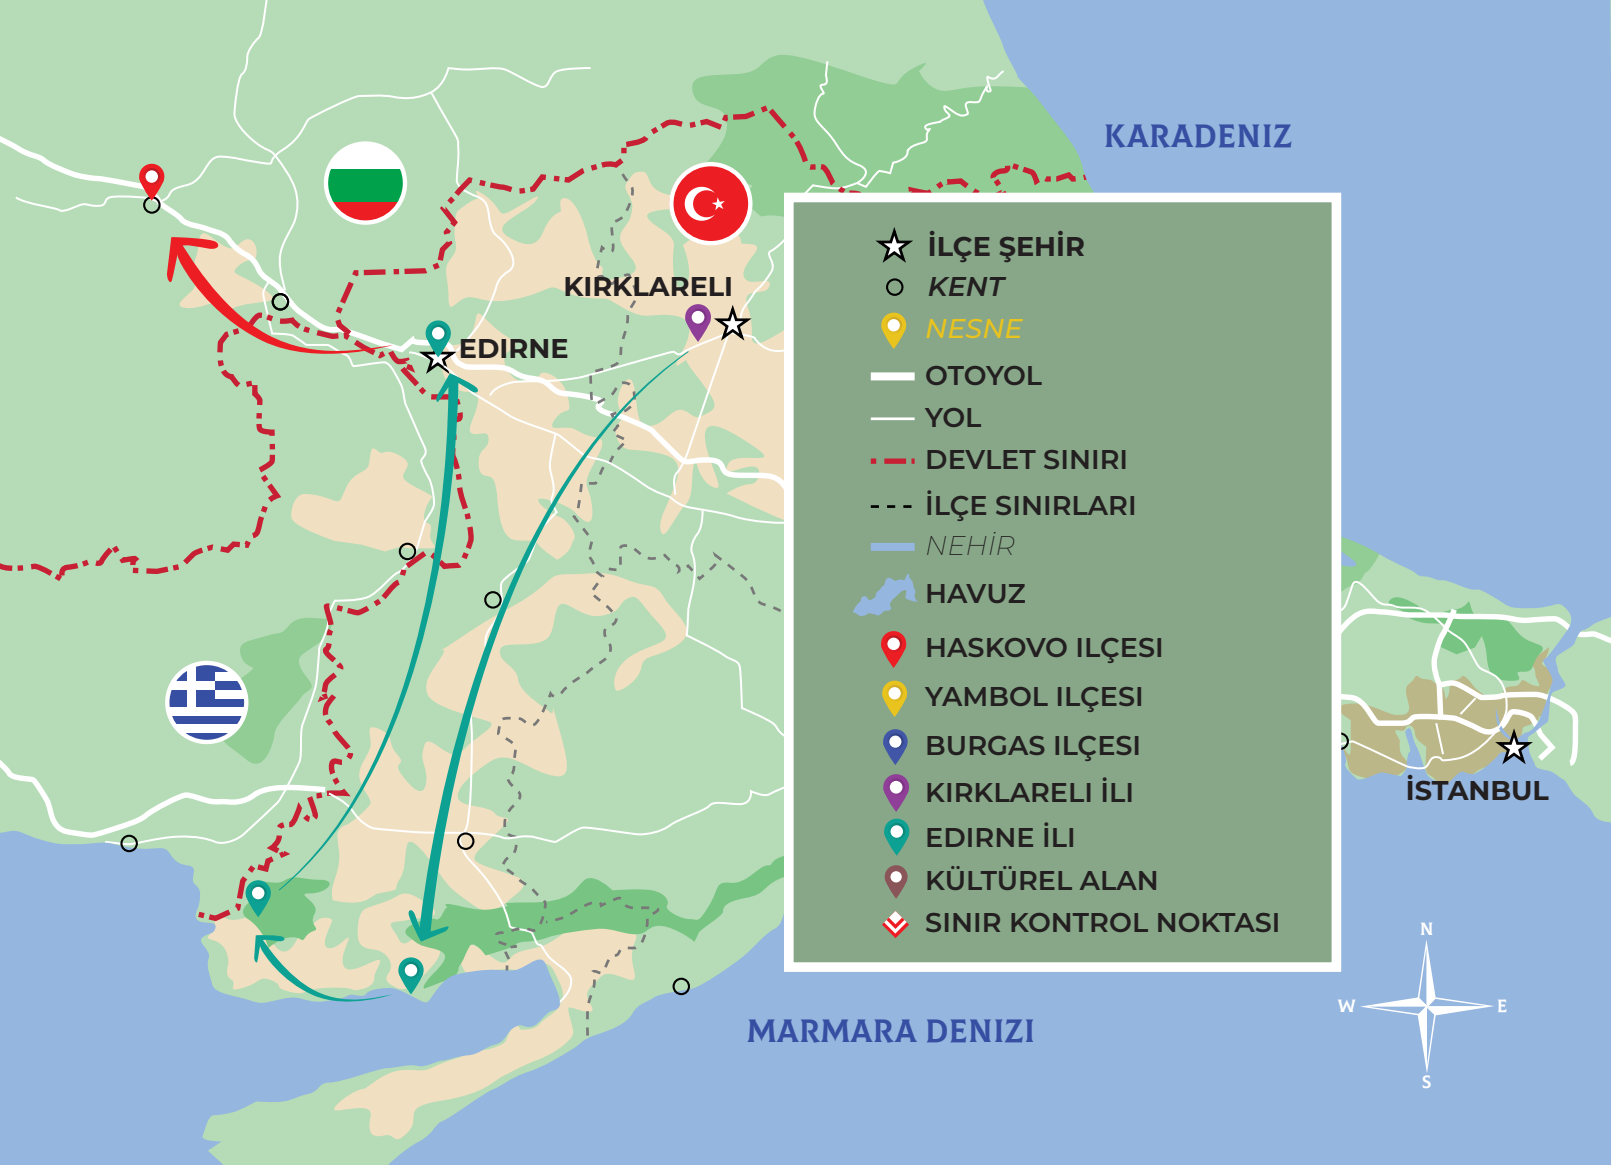 KARADENIZ
KIRKLARELI
EDIRNE
İLÇE ŞEHİR
KENT
NESNE
OTOYOL
YOL
DEVLET SINIRI
İLÇE SINIRLARI
NEHİR
HAVUZ
HASKOVO ILÇESI
YAMBOL ILÇESI
BURGAS ILÇESI
KIRKLARELI İLI
EDIRNE İLI
KÜLTÜREL ALAN
SINIR KONTROL NOKTASI
İSTANBUL
MARMARA DENIZI
N
W
E
S